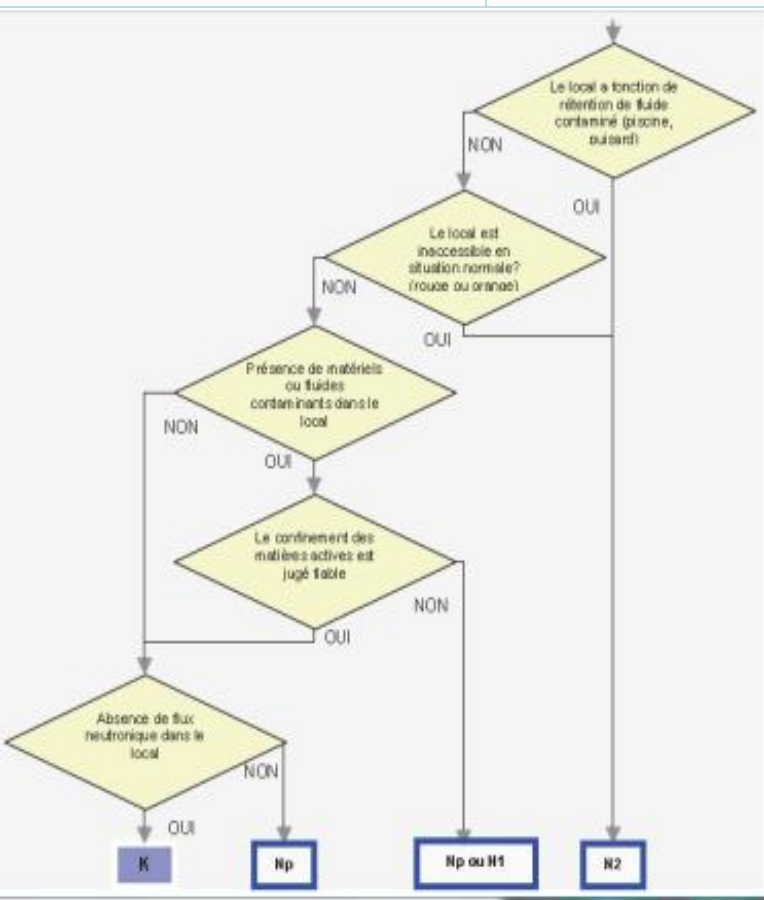 Le local a fonction de
rétention de fluide
contaminé (piscine,
puisard)
NON
OUI
Le local est
inaccessible en
situation normale?
(rouge ou orange)
NON
OUI
Présence de matériels
ou fluides
contaminants dans le
local
NON
OUI
Le confinement des
matières actives est
jugé fiable
NON
OUI
Absence de flux
neutronique dans le
local
NON
OUI
K
Np
Np ou N1
N2